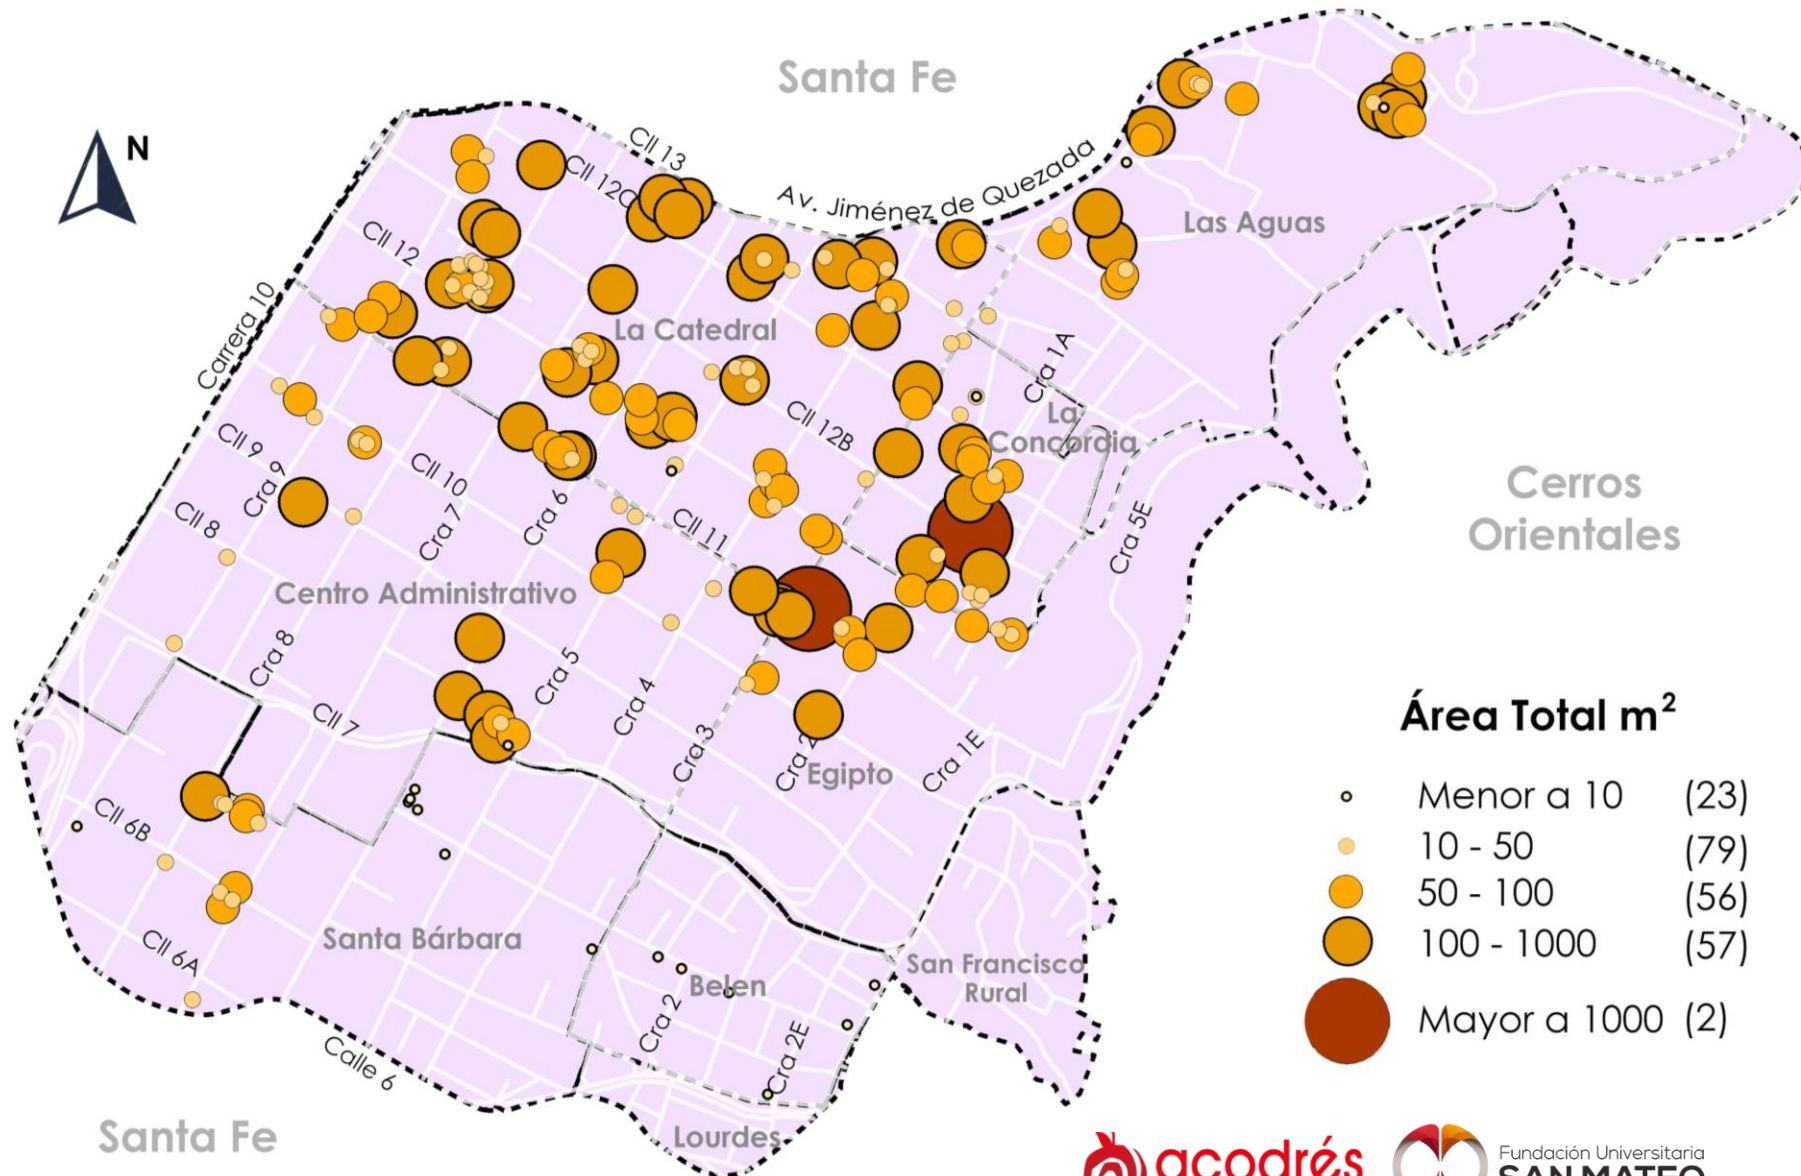 Santa Fe
N
Cll 13
Cll 12C
Av. Jiménez de Quezada
Las Aguas
Cll 12
La Catedral
Carrera 10
Cra 1A
La
Concordia
Cll 12B
Cll 9
Cra 9
Cll 10
Cra 7
Cra 6
Cll 8
Cll 11
Cra 5E
Cerros
Orientales
Centro Administrativo
Cra 8
Cra 5
Cra 4
Cll 7
Cra 3
Cra 2
Egipto
Cra 1E
Área Total m²
Menor a 10 (23)
10 - 50 (79)
50 - 100 (56)
100 - 1000 (57)
Mayor a 1000 (2)
Cll 6B
Santa Bárbara
Cll 6A
San Francisco
Rural
Belen
Cra 2
Cra 2E
Calle 6
Santa Fe
Lourdes
acodrés
Fundación Universitaria
SAN MATEO